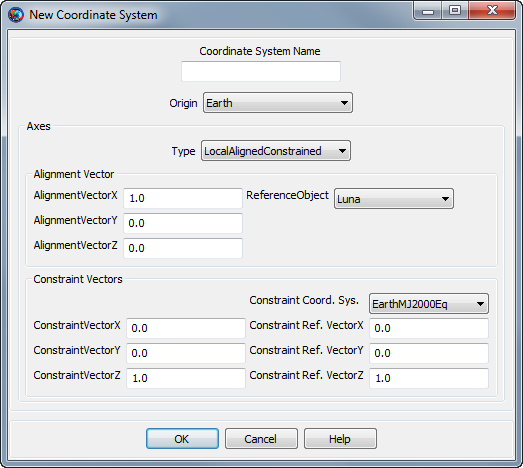 New Coordinate System
Coordinate System Name
Origin Earth
Axes
Type LocalAlignedConstrained
Alignment Vector
AlignmentVectorX 1.0 ReferenceObject Luna
AlignmentVectorY 0.0
AlignmentVectorZ 0.0
Constraint Vectors
Constraint Coord. Sys. EarthMJ2000Eq
ConstraintVectorX 0.0 Constraint Ref. VectorX 0.0
ConstraintVectorY 0.0 Constraint Ref. VectorY 0.0
ConstraintVectorZ 1.0 Constraint Ref. VectorZ 1.0
OK Cancel Help